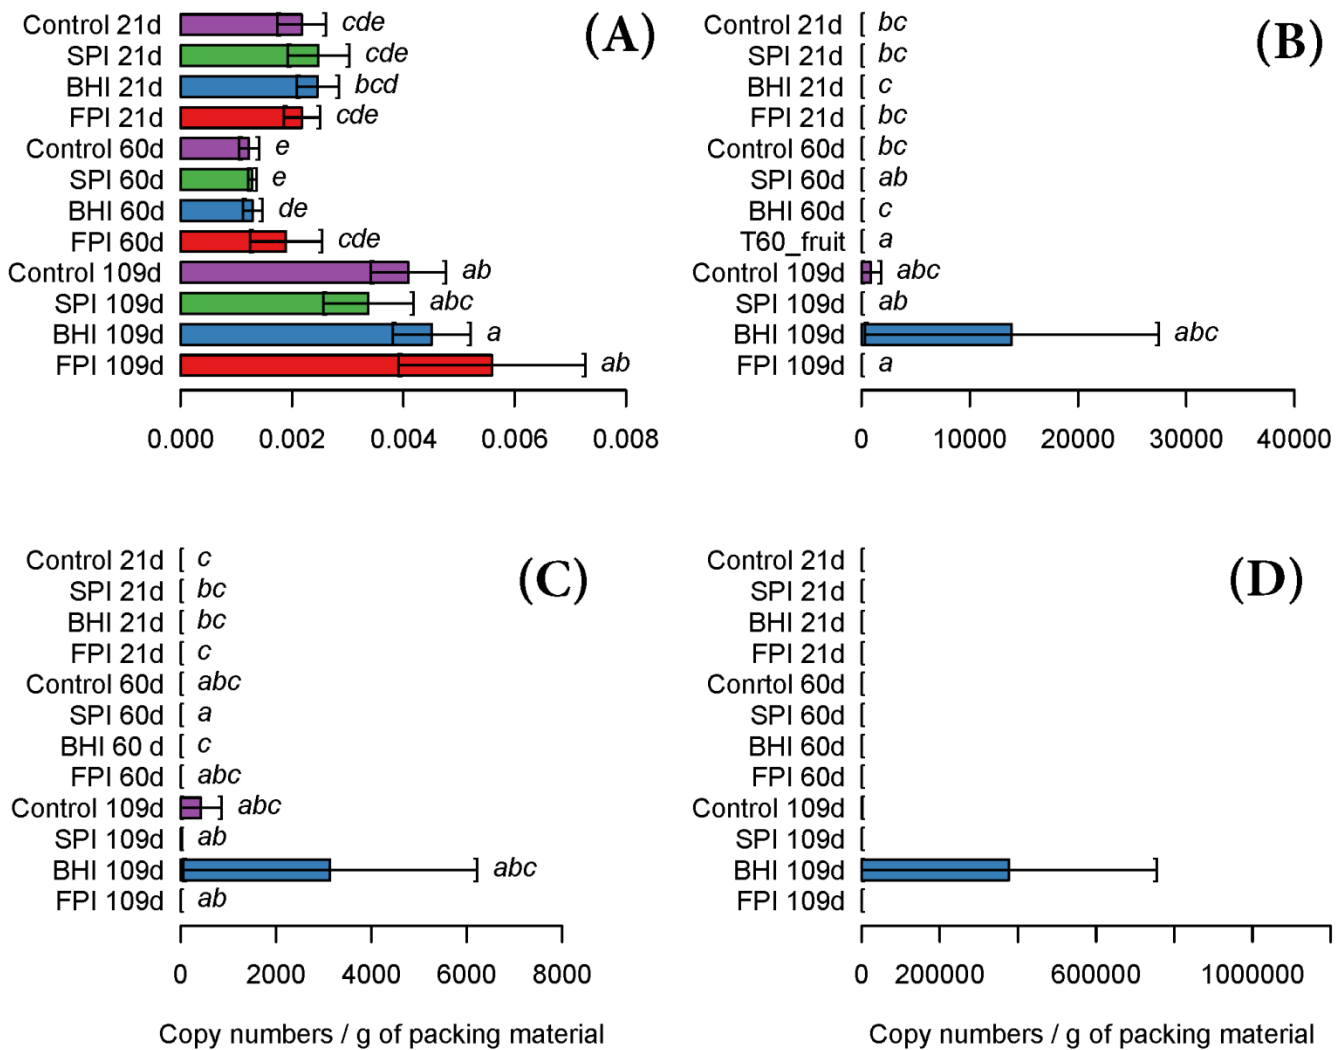 (A)
Control 21d cde
SPI 21d cde
BHI 21d bcd
FPI 21d cde
Control 60d e
SPI 60d e
BHI 60d de
FPI 60d cde
Control 109d ab
SPI 109d abc
BHI 109d a
FPI 109d ab
0.000 0.002 0.004 0.006 0.008
(B)
Control 21d bc
SPI 21d bc
BHI 21d c
FPI 21d bc
Control 60d bc
SPI 60d ab
BHI 60d c
T60_fruit a
Control 109d abc
SPI 109d ab
BHI 109d abc
FPI 109d a
0 10000 20000 30000 40000
(C)
Control 21d c
SPI 21d bc
BHI 21d bc
FPI 21d c
Control 60d abc
SPI 60d a
BHI 60 d c
FPI 60d abc
Control 109d abc
SPI 109d ab
BHI 109d abc
FPI 109d ab
0 2000 4000 6000 8000
Copy numbers / g of packing material
(D)
Control 21d
SPI 21d
BHI 21d
FPI 21d
Conrtol 60d
SPI 60d
BHI 60d
FPI 60d
Control 109d
SPI 109d
BHI 109d
FPI 109d
0 200000 600000 1000000
Copy numbers / g of packing material